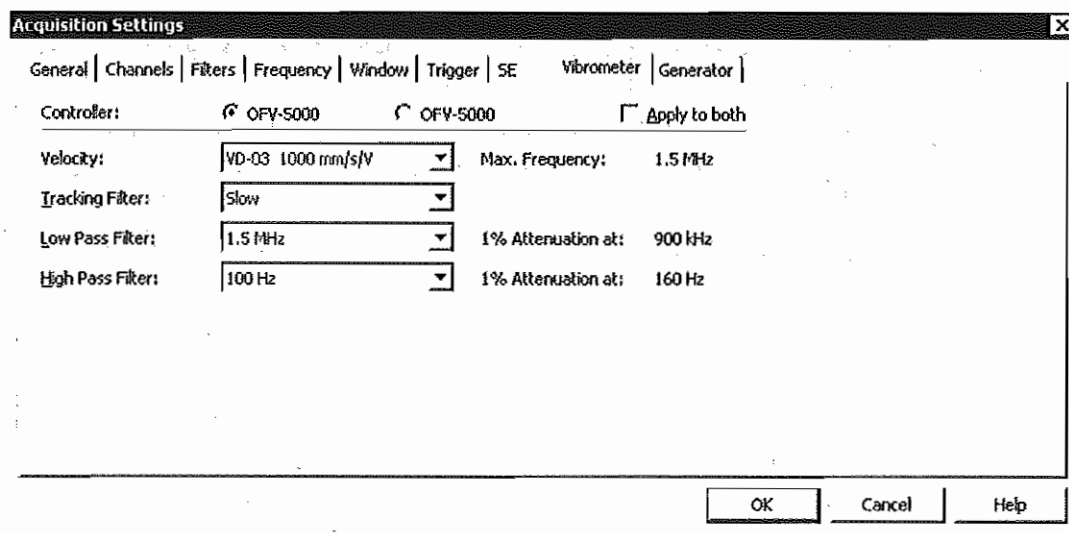 Acquisition Settings
General Channels Filters Frequency Window Trigger SE Vibrometer Generator
Controller: OFV-5000 OFV-5000 Apply to both
Velocity: VD-03 1000 mm/s/V Max. Frequency: 1.5 MHz
Tracking Filter: Slow
Low Pass Filter: 1.5 MHz 1% Attenuation at: 900 kHz
High Pass Filter: 100 Hz 1% Attenuation at: 160 Hz
OK Cancel Help